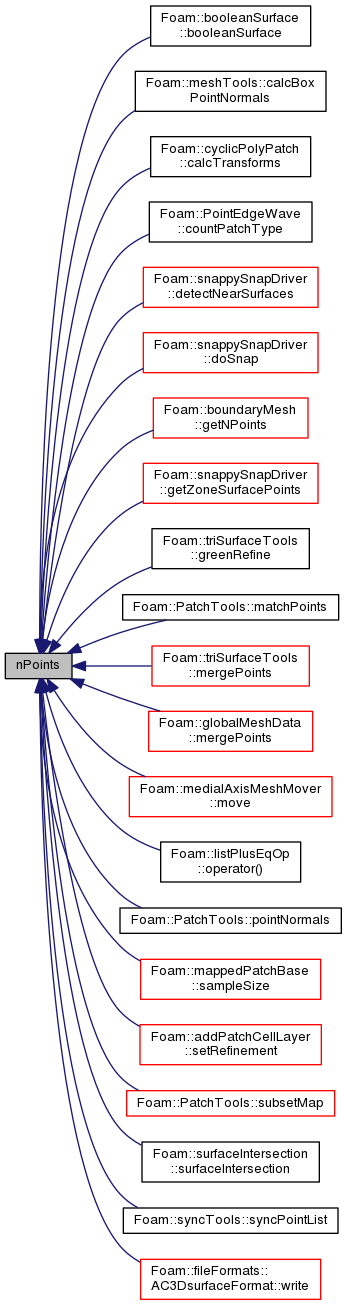 Foam::booleanSurface
::booleanSurface
Foam::meshTools::calcBox
PointNormals
Foam::cyclicPolyPatch
::calcTransforms
Foam::PointEdgeWave
::countPatchType
Foam::snappySnapDriver
::detectNearSurfaces
Foam::snappySnapDriver
::doSnap
Foam::boundaryMesh
::getNPoints
Foam::snappySnapDriver
::getZoneSurfacePoints
Foam::triSurfaceTools
::greenRefine
Foam::PatchTools::matchPoints
nPoints
Foam::triSurfaceTools
::mergePoints
Foam::globalMeshData
::mergePoints
Foam::medialAxisMeshMover
::move
Foam::listPlusEqOp
::operator()
Foam::PatchTools::pointNormals
Foam::mappedPatchBase
::sampleSize
Foam::addPatchCellLayer
::setRefinement
Foam::PatchTools::subsetMap
Foam::surfaceIntersection
::surfaceIntersection
Foam::syncTools::syncPointList
Foam::fileFormats::
AC3DsurfaceFormat::write